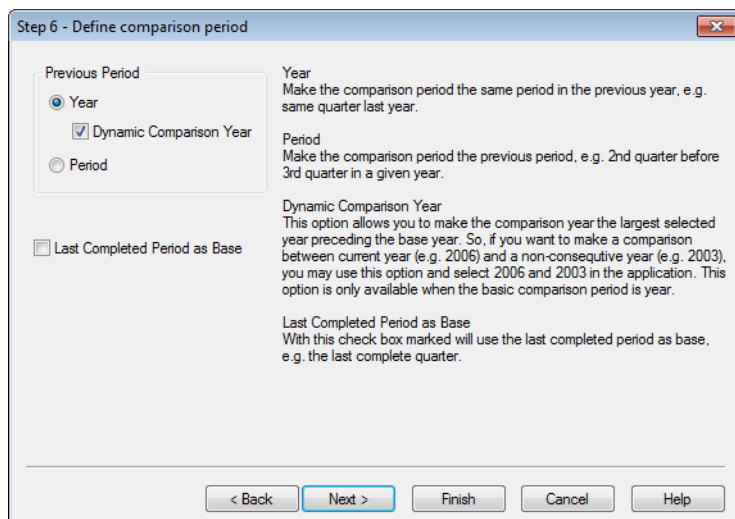 Step 6 - Define comparison period
Previous Period
Year
Dynamic Comparison Year
Period
Last Completed Period as Base
Year
Make the comparison period the same period in the previous year, e.g.
same quarter last year.
Period
Make the comparison period the previous period, e.g. 2nd quarter before
3rd quarter in a given year.
Dynamic Comparison Year
This option allows you to make the comparison year the largest selected
year preceding the base year. So, if you want to make a comparison
between current year (e.g. 2006) and a non-consequtive year (e.g. 2003),
you may use this option and select 2006 and 2003 in the application. This
option is only available when the basic comparison period is year.
Last Completed Period as Base
With this check box marked will use the last completed period as base,
e.g. the last complete quarter.
< Back
Next >
Finish
Cancel
Help